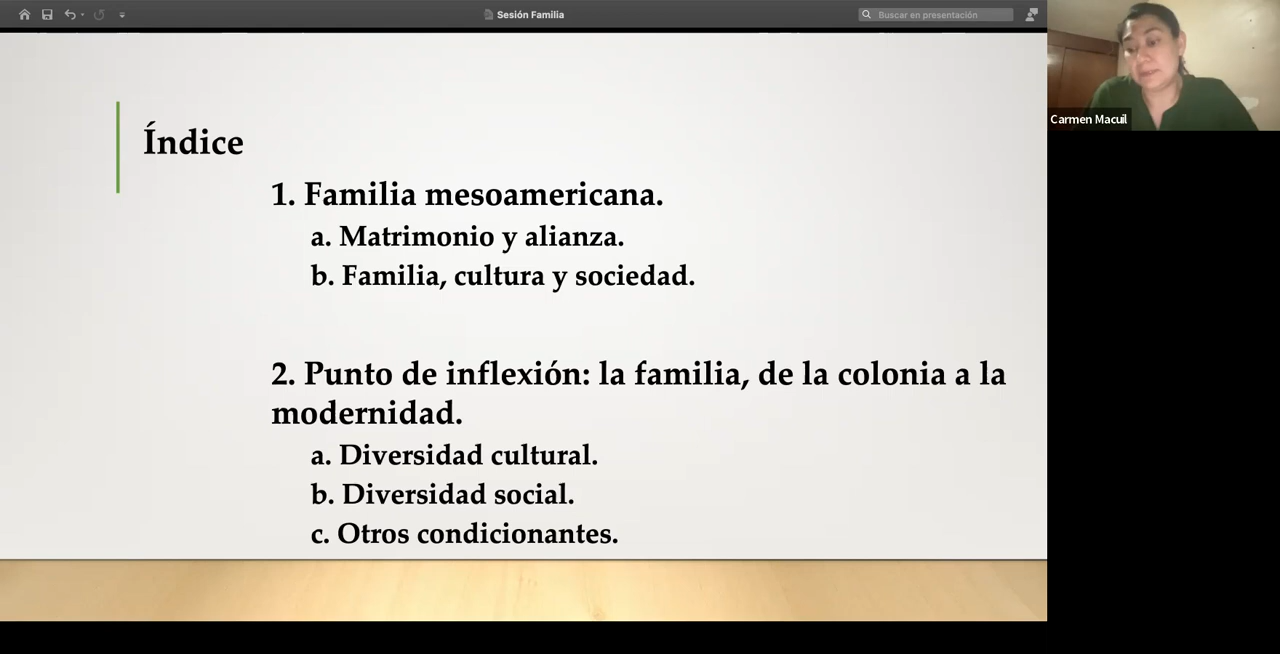 Sesión Familia
Buscar en presentación
Carmen Macuil
Índice
1. Familia mesoamericana.
a. Matrimonio y alianza.
b. Familia, cultura y sociedad.
2. Punto de inflexión: la familia, de la colonia a la
modernidad.
a. Diversidad cultural.
b. Diversidad social.
c. Otros condicionantes.